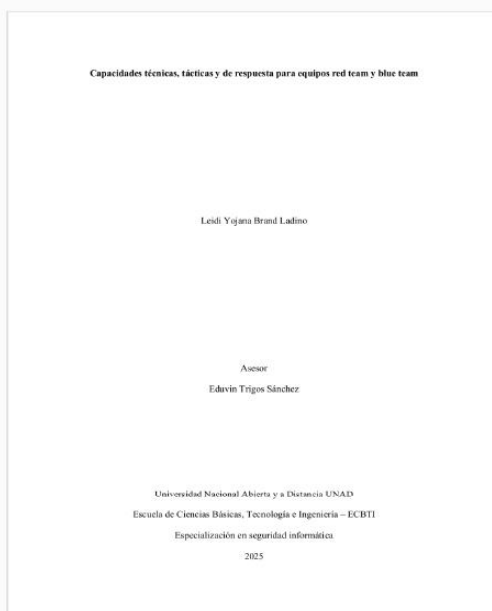 Capacidades técnicas, tácticas y de respuesta para equipos red team y blue team
Leidi Yojana Brand Ladino
Asesor
Eduvin Trigos Sánchez
Universidad Nacional Abierta y a Distancia UNAD
Escuela de Ciencias Básicas, Tecnología e Ingeniería – ECBTI
Especialización en seguridad informática
2025